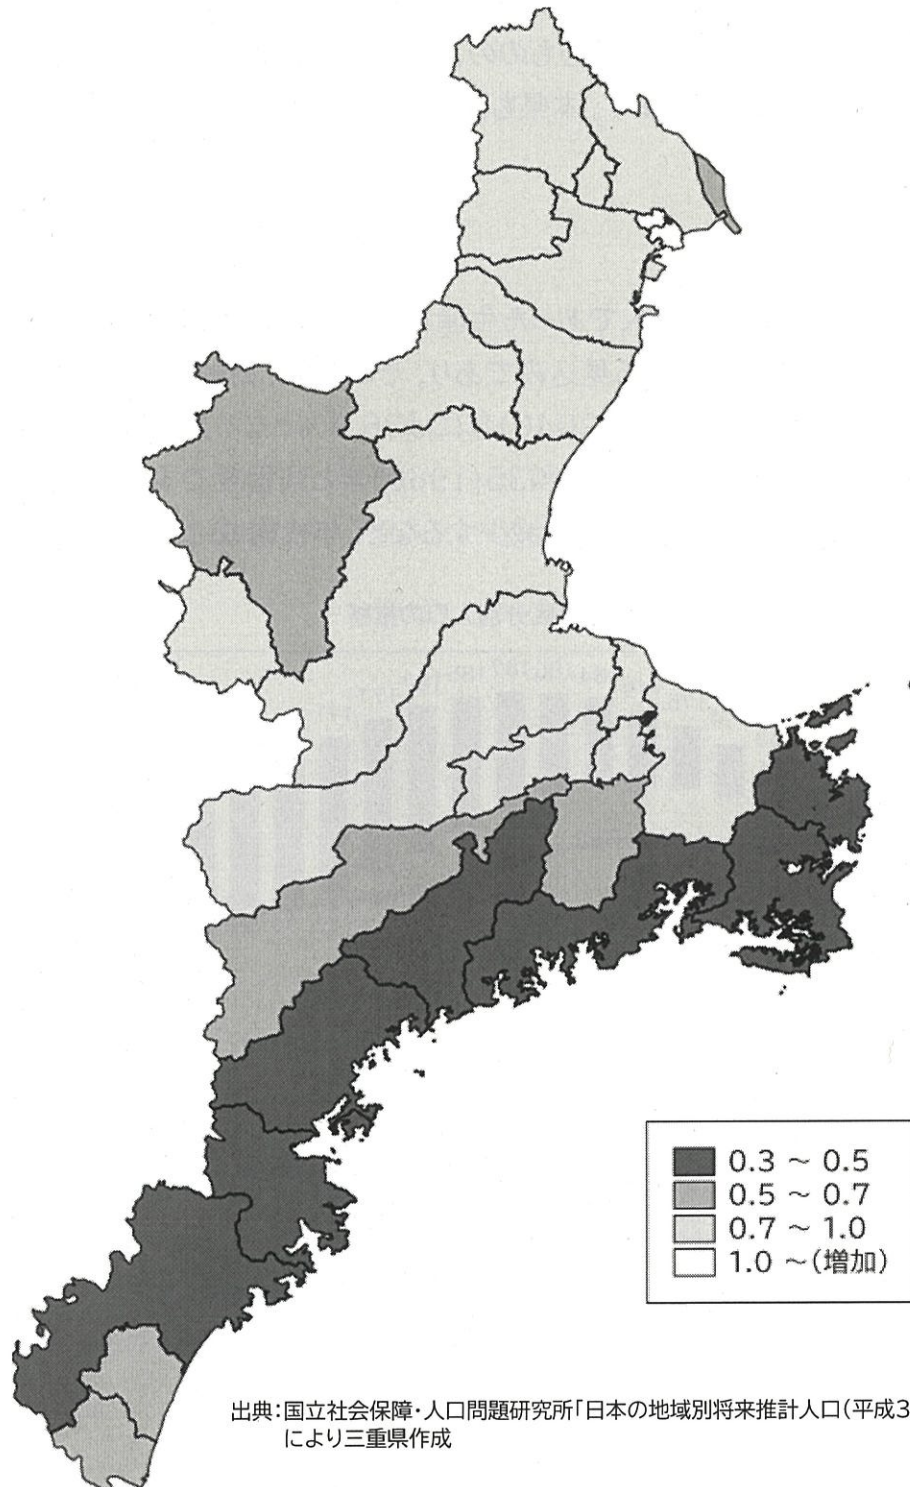 0.3 ～ 0.5
0.5 ～ 0.7
0.7 ～ 1.0
1.0 ～(増加)
出典:国立社会保障・人口問題研究所「日本の地域別将来推計人口(平成3
により三重県作成